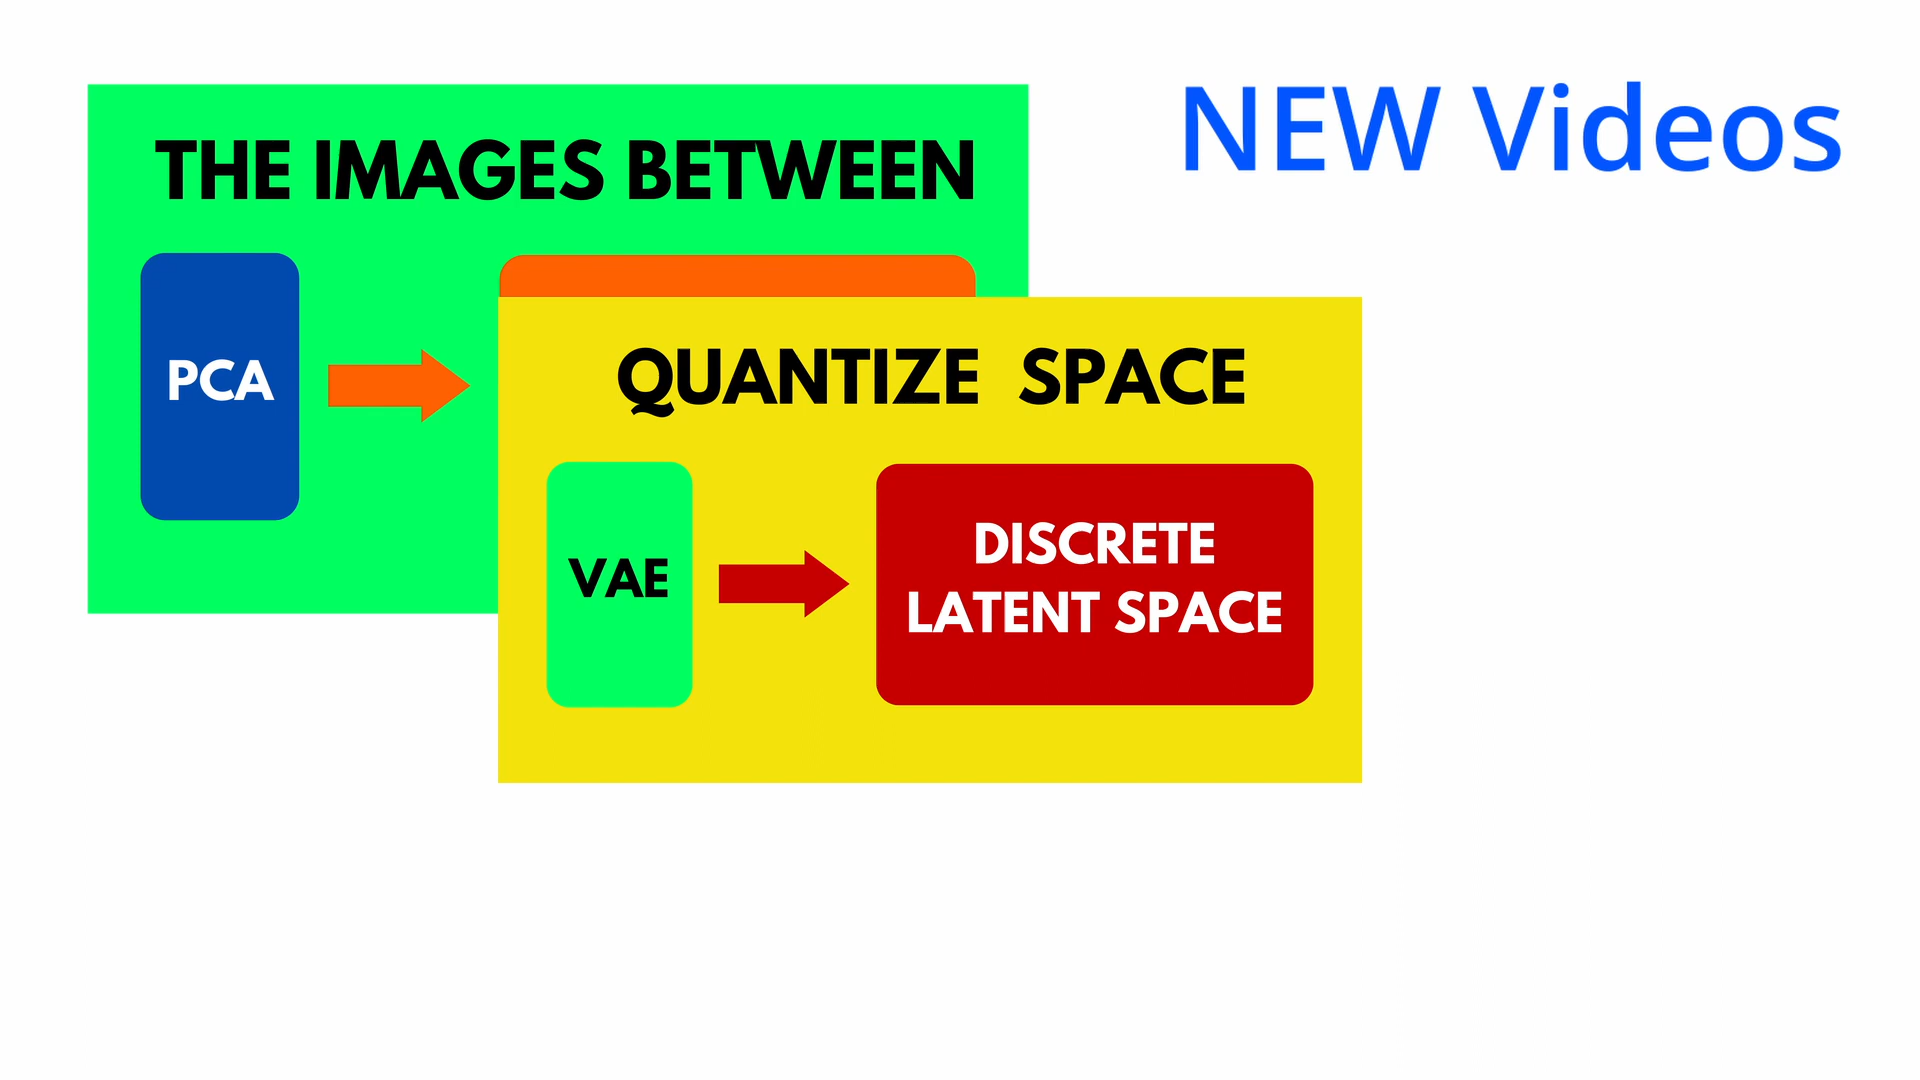 NEW Videos
THE IMAGES BETWEEN
PCA
QUANTIZE SPACE
VAE
DISCRETE
LATENT SPACE